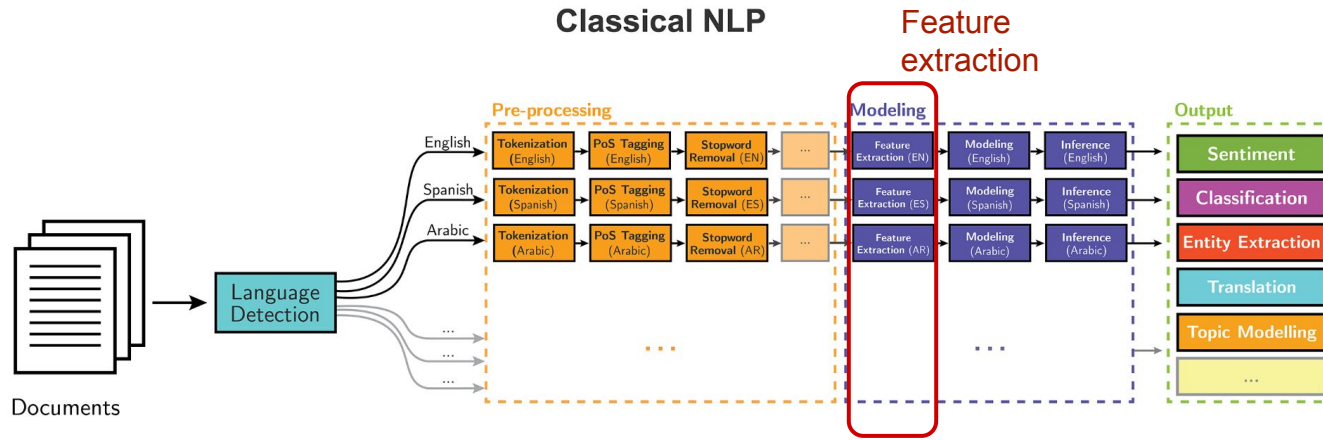 Classical NLP
Feature
extraction
Pre-processing
Modeling
Output
English
Tokenization
(English)
PoS Tagging
(English)
Stopword
Removal (EN)
...
Feature
Extraction (EN)
Modeling
(English)
Inference
(English)
Sentiment
Spanish
Tokenization
(Spanish)
PoS Tagging
(Spanish)
Stopword
Removal (ES)
...
Feature
Extraction (ES)
Modeling
(Spanish)
Inference
(Spanish)
Classification
Arabic
Tokenization
(Arabic)
PoS Tagging
(Arabic)
Stopword
Removal (AR)
...
Feature
Extraction (AR)
Modeling
(Arabic)
Inference
(Arabic)
Entity Extraction
Language
Detection
Translation
...
...
...
...
...
Topic Modelling
...
Documents